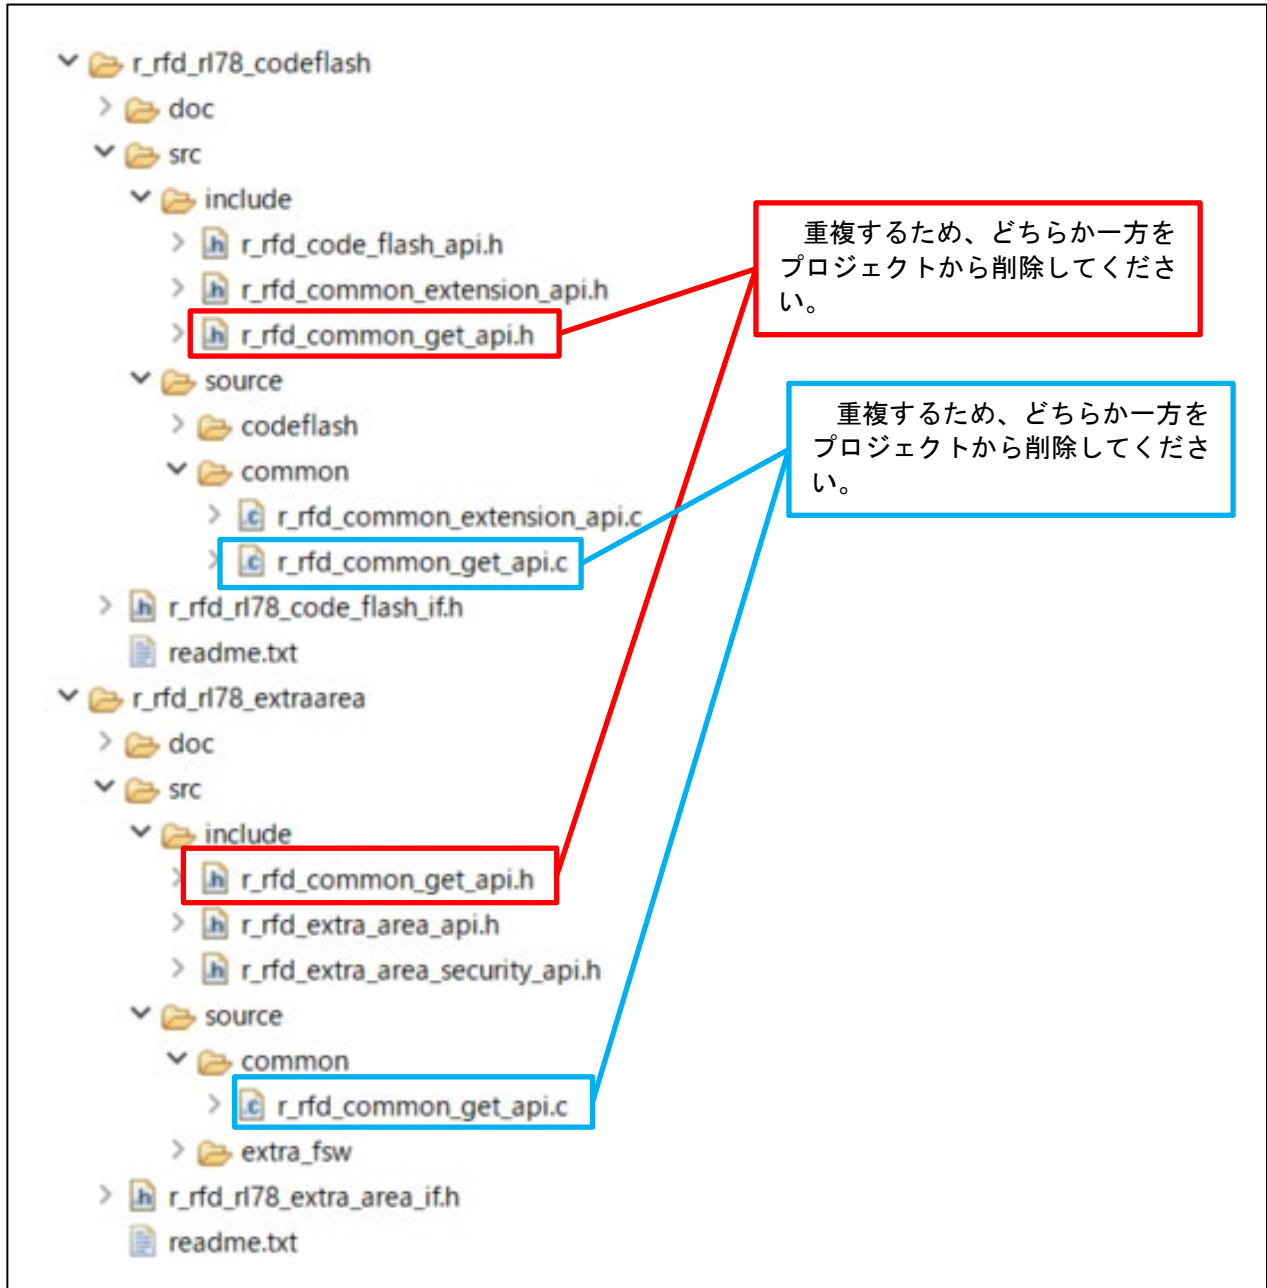 r_rfd_rl78_codeflash
doc
src
include
r_rfd_code_flash_api.h
r_rfd_common_extension_api.h
r_rfd_common_get_api.h
source
codeflash
common
r_rfd_common_extension_api.c
r_rfd_common_get_api.c
r_rfd_rl78_code_flash_if.h
readme.txt
r_rfd_rl78_extraarea
doc
src
include
r_rfd_common_get_api.h
r_rfd_extra_area_api.h
r_rfd_extra_area_security_api.h
source
common
r_rfd_common_get_api.c
extra_fsw
r_rfd_rl78_extra_area_if.h
readme.txt
重複するため、どちらか一方を
プロジェクトから削除してくださ
い。
重複するため、どちらか一方を
プロジェクトから削除してくださ
い。